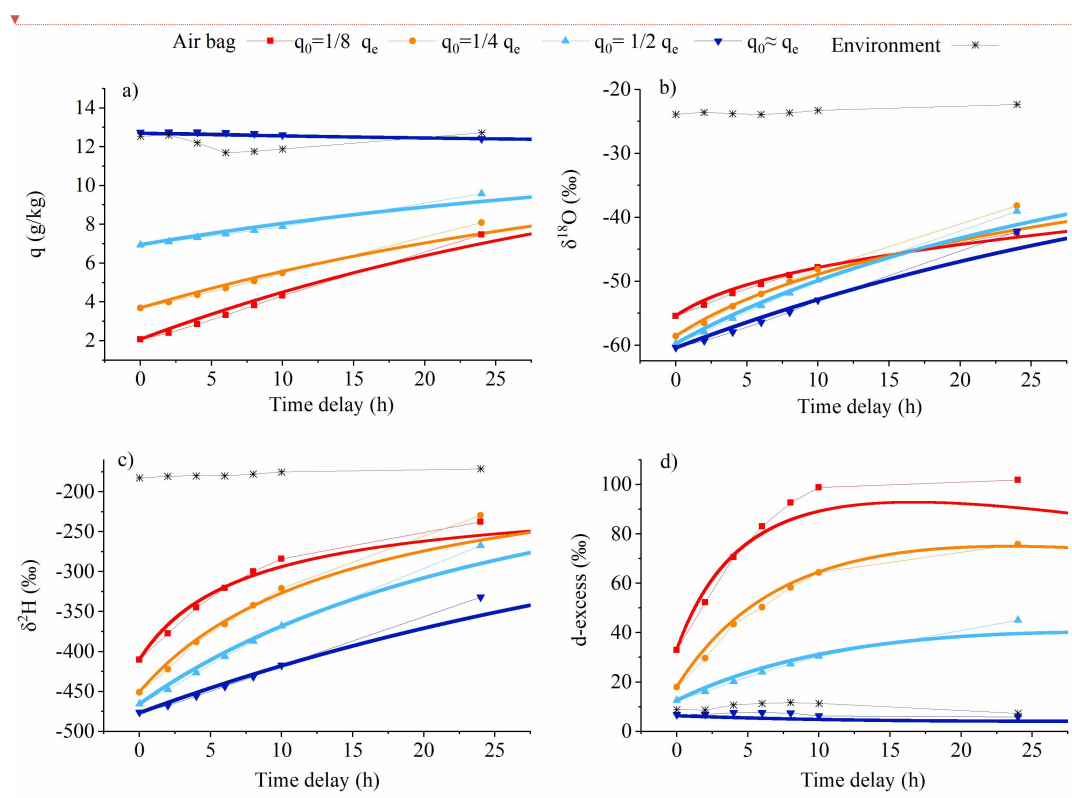 Air bag q₀=1/8 qₑ q₀=1/4 qₑ q₀= 1/2 qₑ q₀≈ qₑ Environment
a)
14
12
10
8
6
4
2
q (g/kg)
0 5 10 15 20 25
Time delay (h)
b)
-20
-30
-40
-50
-60
δ¹⁸O (‰)
0 5 10 15 20 25
Time delay (h)
c)
-200
-250
-300
-350
-400
-450
-500
δ²H (‰)
0 5 10 15 20 25
Time delay (h)
d)
100
80
60
40
20
0
d-excess (‰)
0 5 10 15 20 25
Time delay (h)